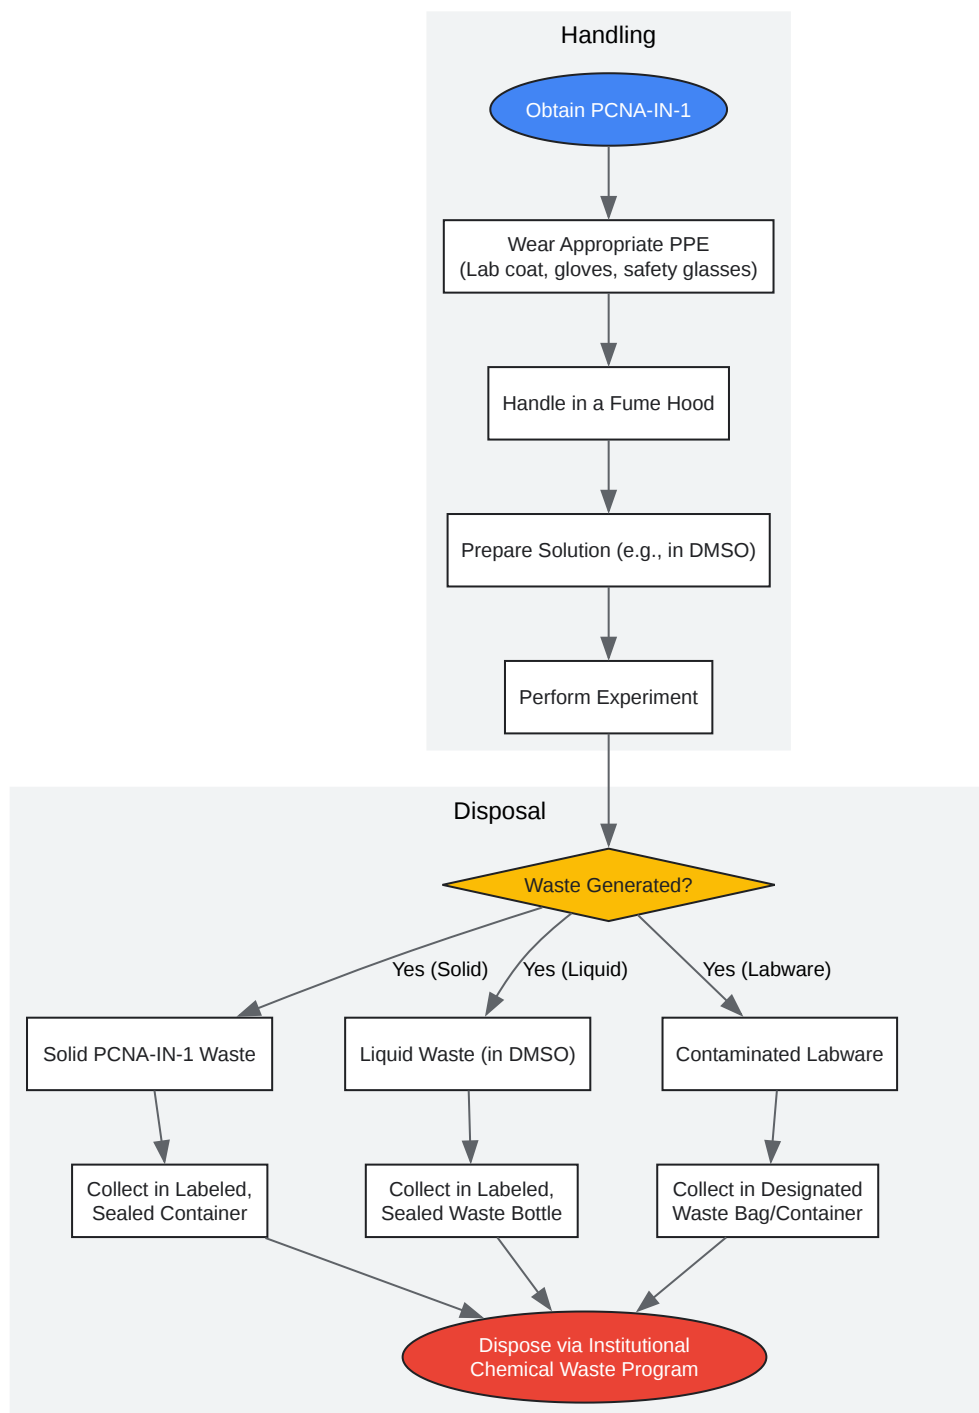 Handling
Obtain PCNA-IN-1
Wear Appropriate PPE
(Lab coat, gloves, safety glasses)
Handle in a Fume Hood
Prepare Solution (e.g., in DMSO)
Perform Experiment
Disposal
Waste Generated?
Yes (Solid)
Yes (Liquid)
Yes (Labware)
Solid PCNA-IN-1 Waste
Liquid Waste (in DMSO)
Contaminated Labware
Collect in Labeled,
Sealed Container
Collect in Labeled,
Sealed Waste Bottle
Collect in Designated
Waste Bag/Container
Dispose via Institutional
Chemical Waste Program